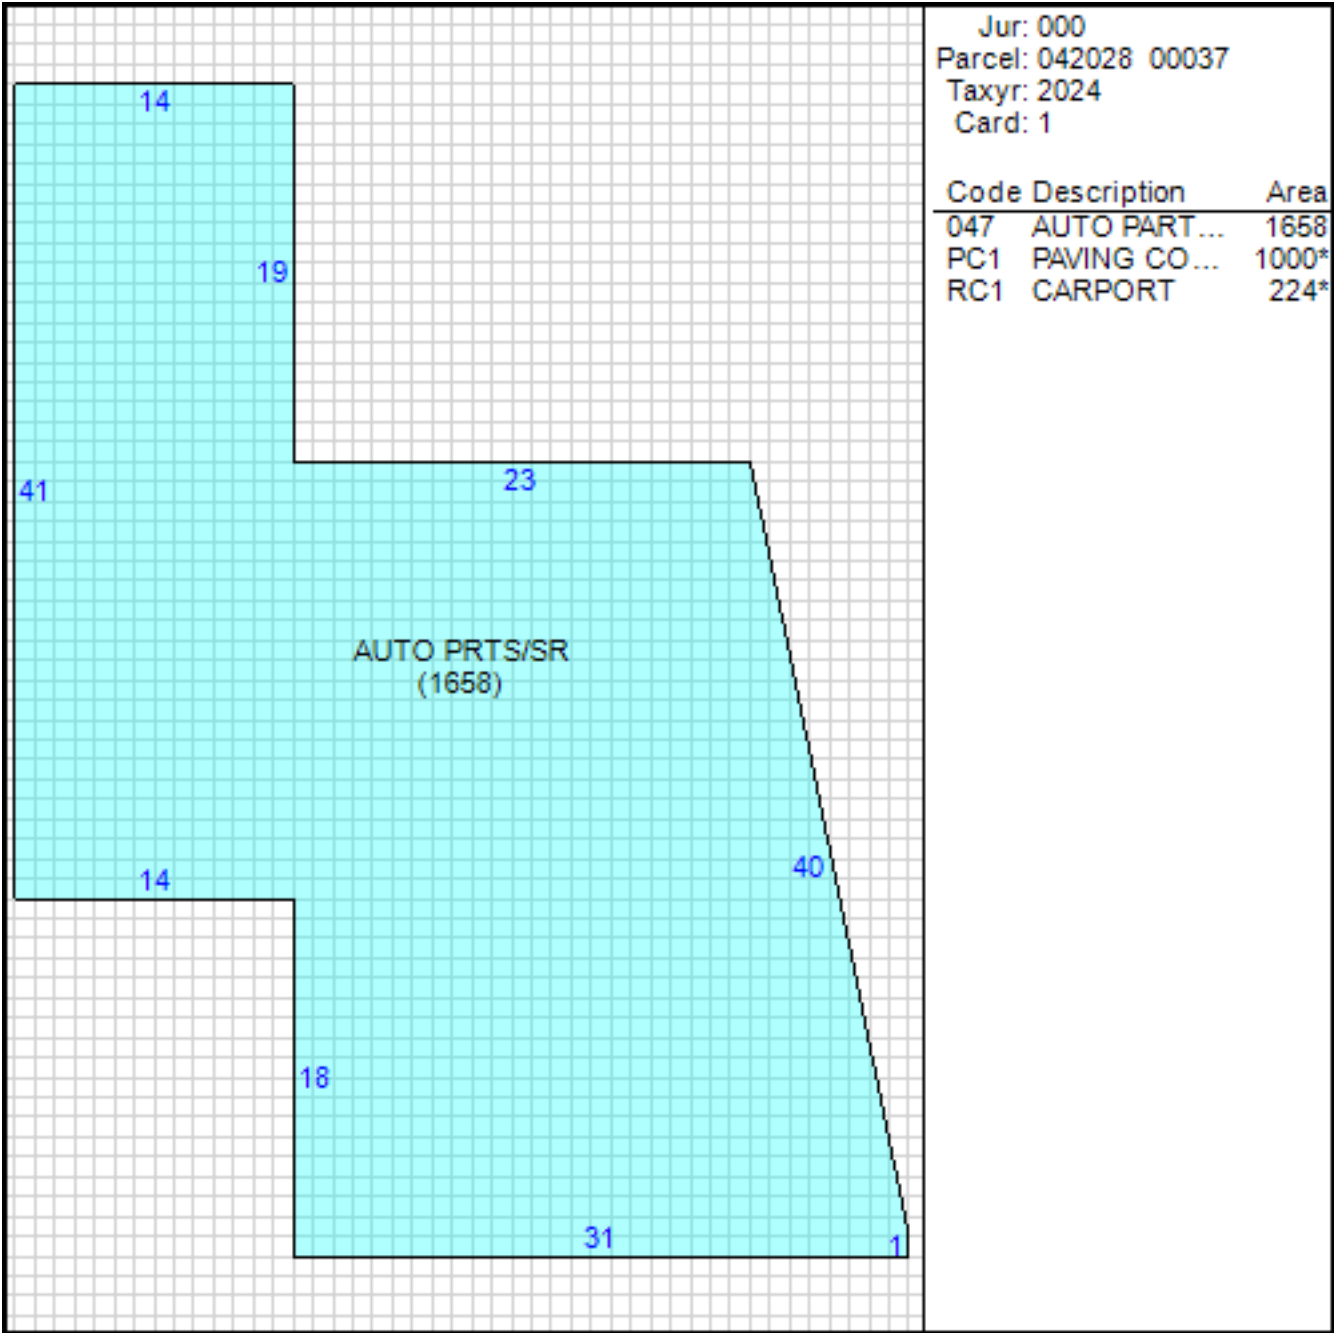 Jur: 000
Parcel: 042028 00037
Taxyr: 2024
Card: 1
Code Description Area
047 AUTO PART... 1658
PC1 PAVING CO... 1000*
RC1 CARPORT 224*
14
19
23
41
AUTO PRTS/SR
(1658)
40
14
18
31
1